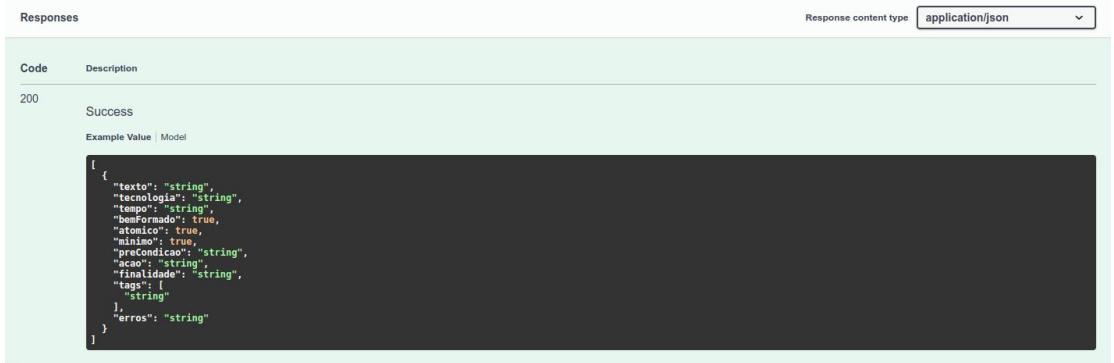 Responses
Response content type application/json
Code Description
200
Success
Example Value Model
[
  {
    "texto": "string",
    "tecnologia": "string",
    "tempo": "string",
    "bemFormado": true,
    "atomico": true,
    "minimo": true,
    "preCondicao": "string",
    "acao": "string",
    "finalidade": "string",
    "tags": [
      "string"
    ],
    "erros": "string"
  }
]